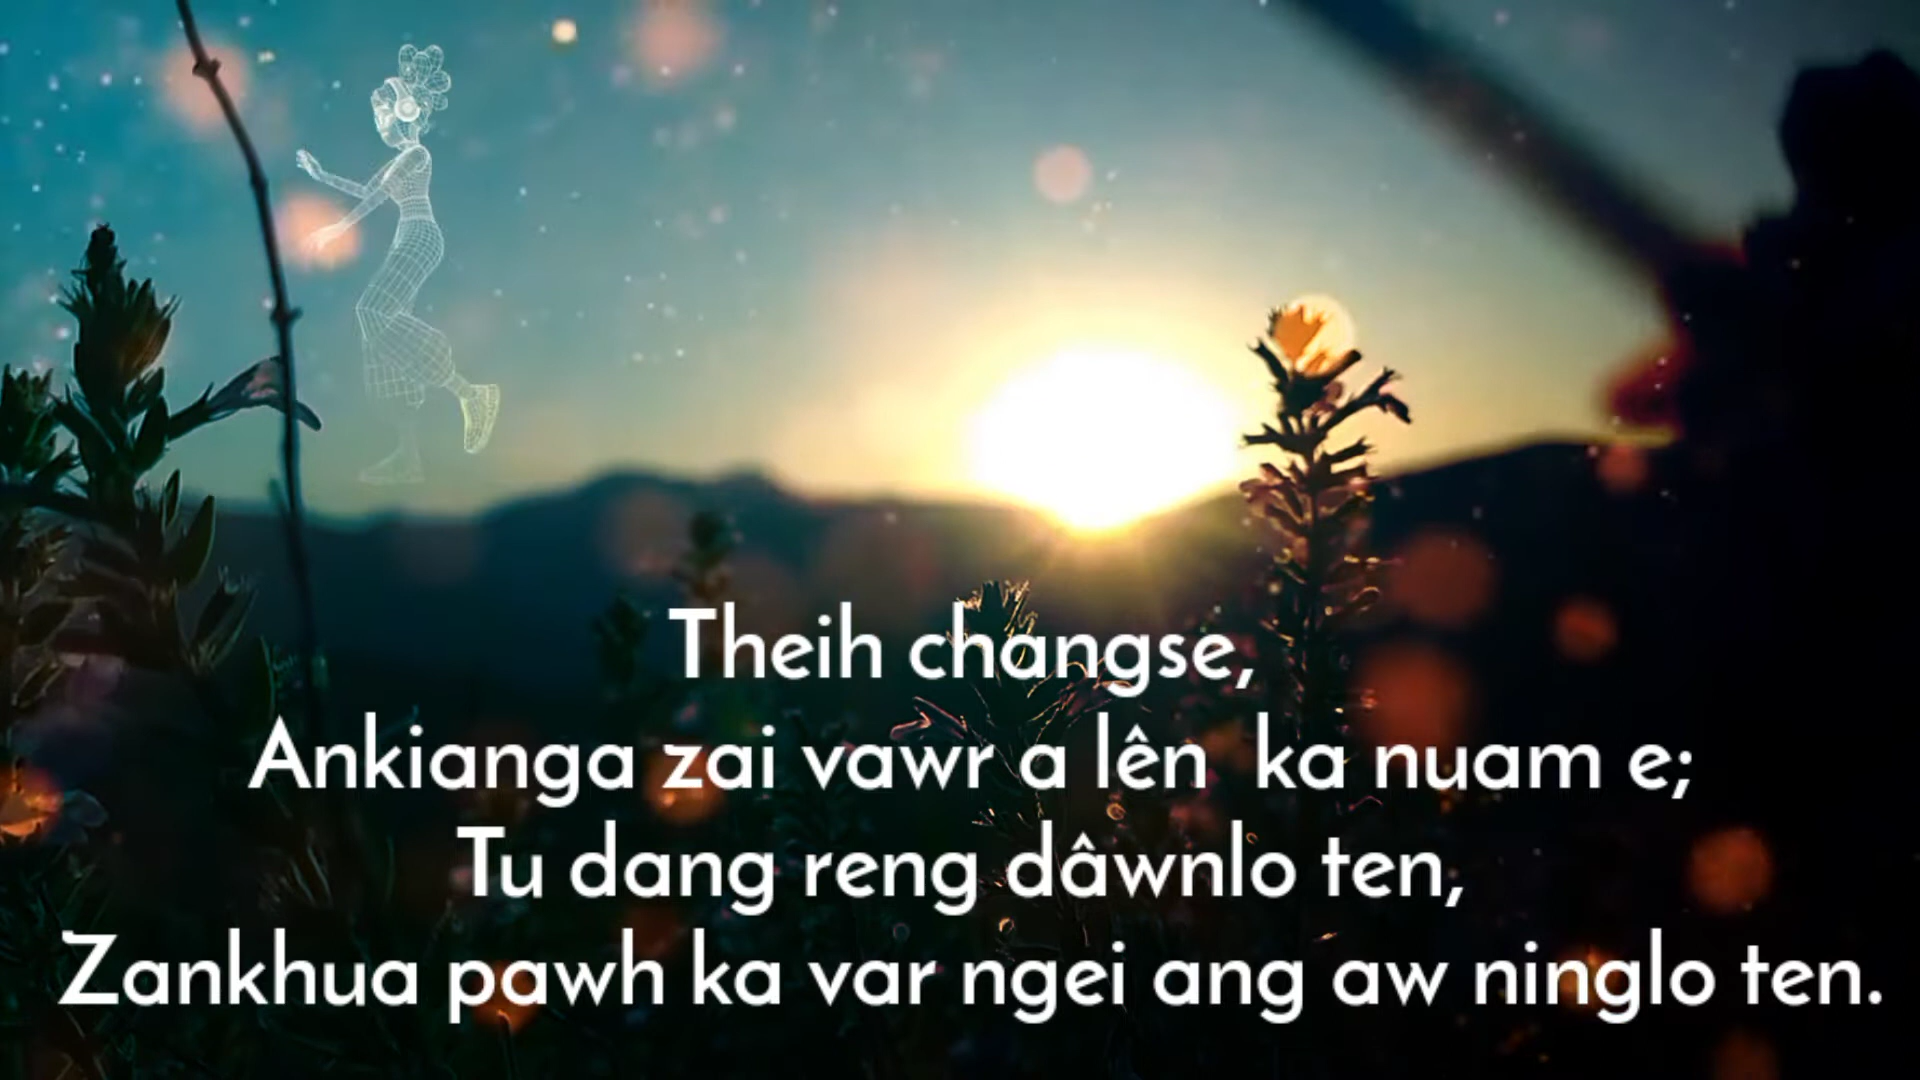 Theih changse,
Ankianga zai vawr a lên ka nuam e;
Tu dang reng dâwnlo ten,
Zankhua pawh ka var ngei ang aw ninglo ten.